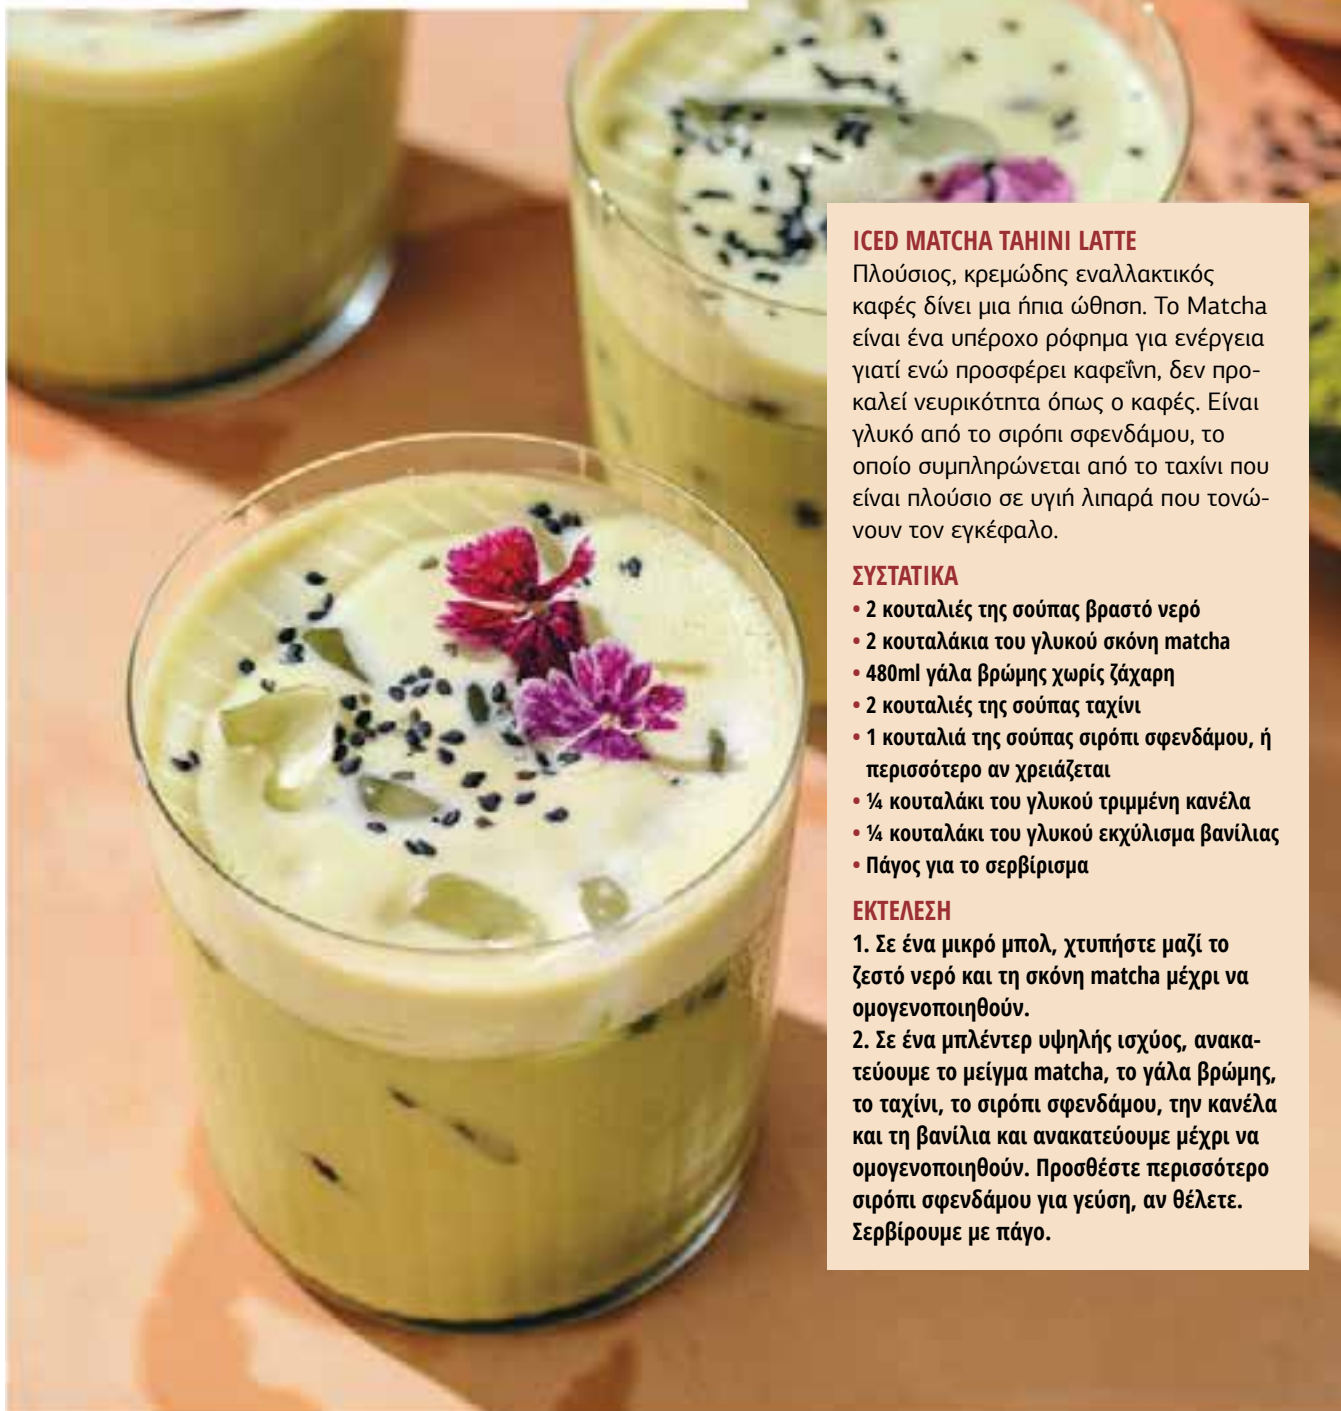 ICED MATCHA TAHINI LATTE
Πλούσιος, κρεμώδης εναλλακτικός
καφές δίνει μια ήπια ώθηση. Το Matcha
είναι ένα υπέροχο ρόφημα για ενέργεια
γιατί ενώ προσφέρει καφεΐνη, δεν προ-
καλεί νευρικότητα όπως ο καφές. Είναι
γλυκό από το σιρόπι σφενδάμου, το
οποίο συμπληρώνεται από το ταχίνι που
είναι πλούσιο σε υγιή λιπαρά που τονώ-
νουν τον εγκέφαλο.
ΣΥΣΤΑΤΙΚΑ
• 2 κουταλιές της σούπας βραστό νερό
• 2 κουταλάκια του γλυκού σκόνη matcha
• 480ml γάλα βρώμης χωρίς ζάχαρη
• 2 κουταλιές της σούπας ταχίνι
• 1 κουταλιά της σούπας σιρόπι σφενδάμου, ή
περισσότερο αν χρειάζεται
• ¼ κουταλάκι του γλυκού τριμμένη κανέλα
• ¼ κουταλάκι του γλυκού εκχύλισμα βανίλιας
• Πάγος για το σερβίρισμα
ΕΚΤΕΛΕΣΗ
1. Σε ένα μικρό μπολ, χτυπήστε μαζί το
ζεστό νερό και τη σκόνη matcha μέχρι να
ομογενοποιηθούν.
2. Σε ένα μπλέντερ υψηλής ισχύος, ανακα-
τεύουμε το μείγμα matcha, το γάλα βρώμης,
το ταχίνι, το σιρόπι σφενδάμου, την κανέλα
και τη βανίλια και ανακατεύουμε μέχρι να
ομογενοποιηθούν. Προσθέστε περισσότερο
σιρόπι σφενδάμου για γεύση, αν θέλετε.
Σερβίρουμε με πάγο.